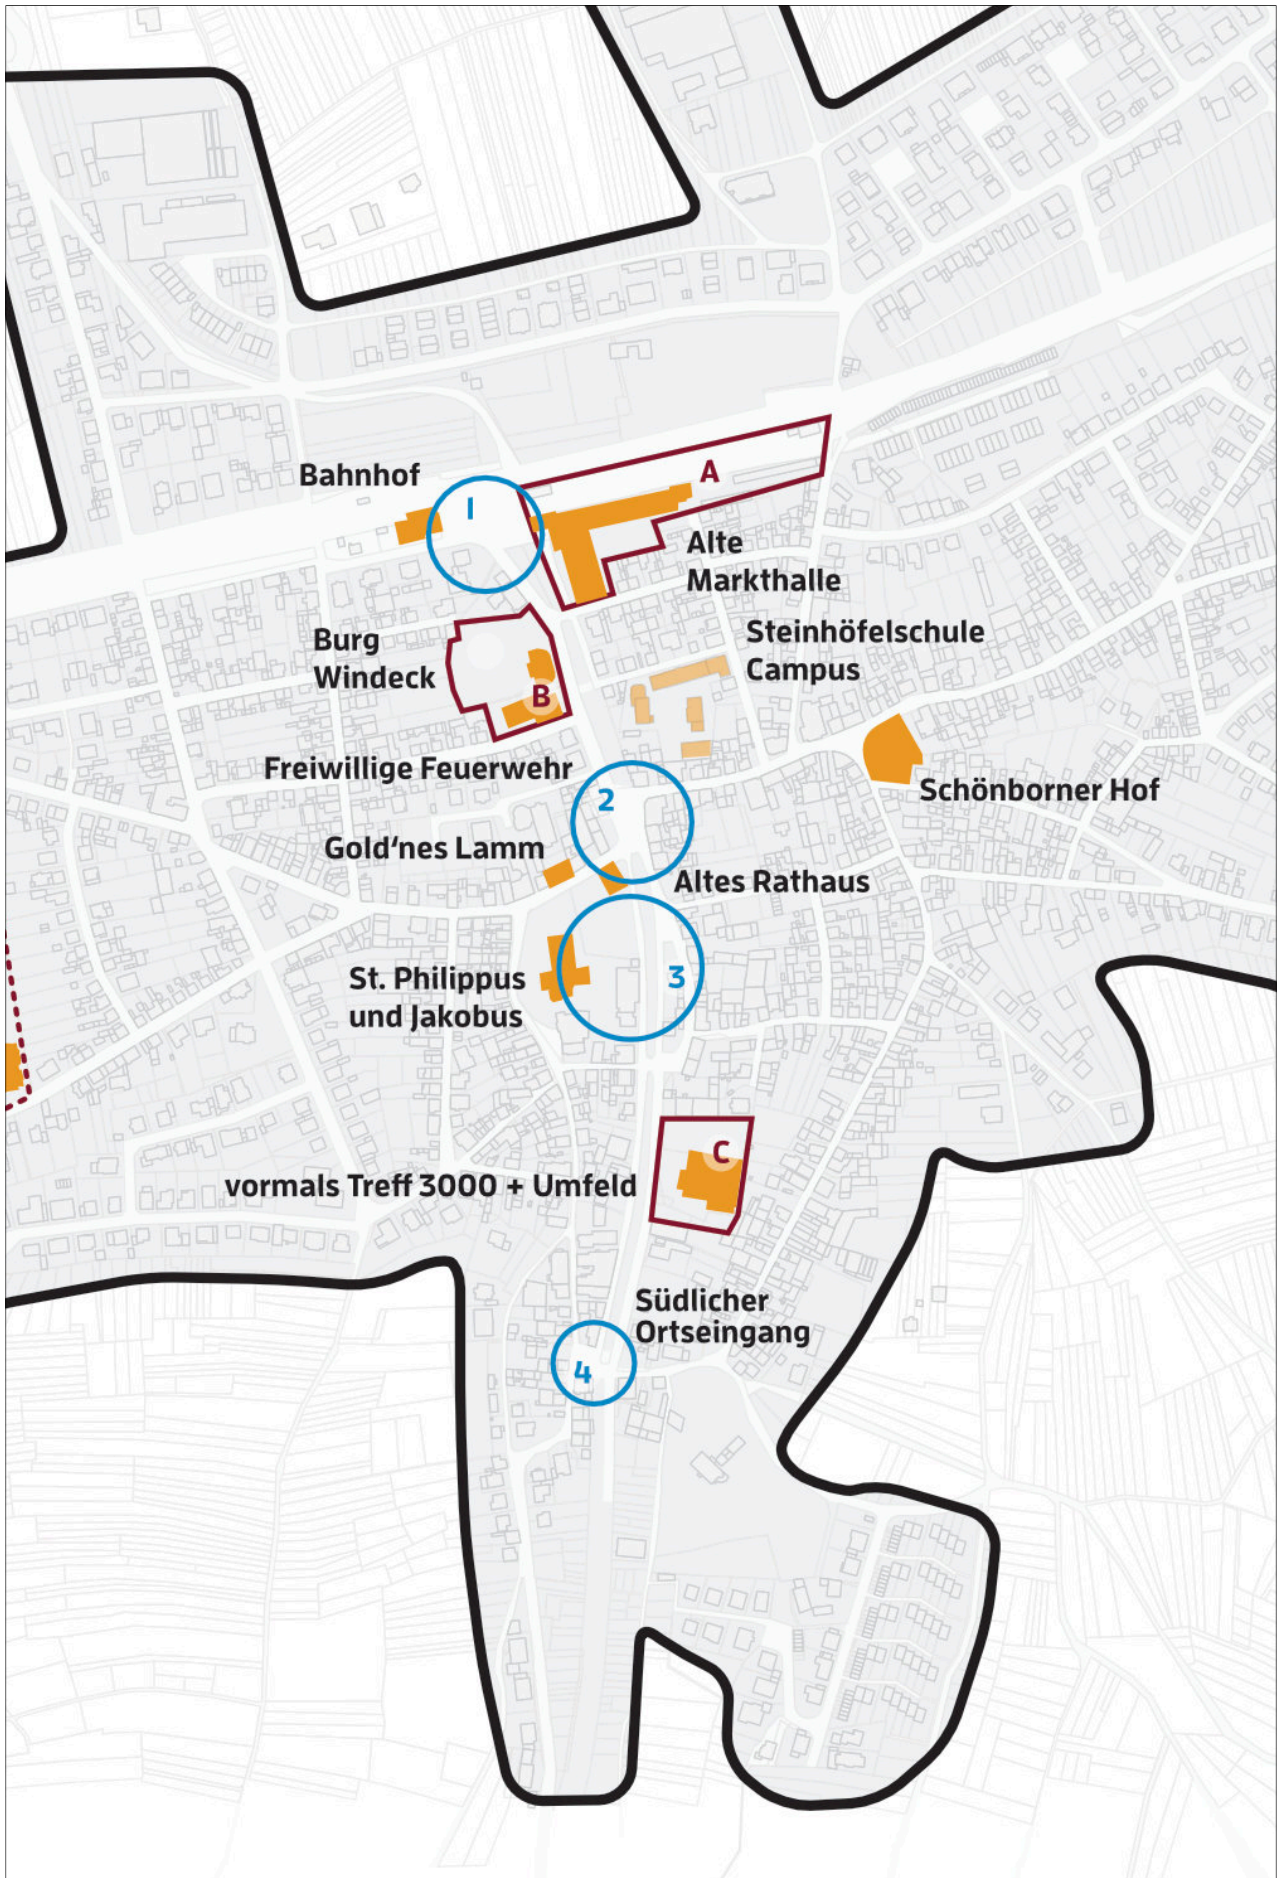 Bahnhof
1
A
Alte
Markthalle
Burg
Windeck
B
Steinhöfelschule
Campus
Freiwillige Feuerwehr
Schönborner Hof
2
Gold‘nes Lamm
Altes Rathaus
St. Philippus
und Jakobus
3
C
vormals Treff 3000 + Umfeld
Südlicher
Ortseingang
4